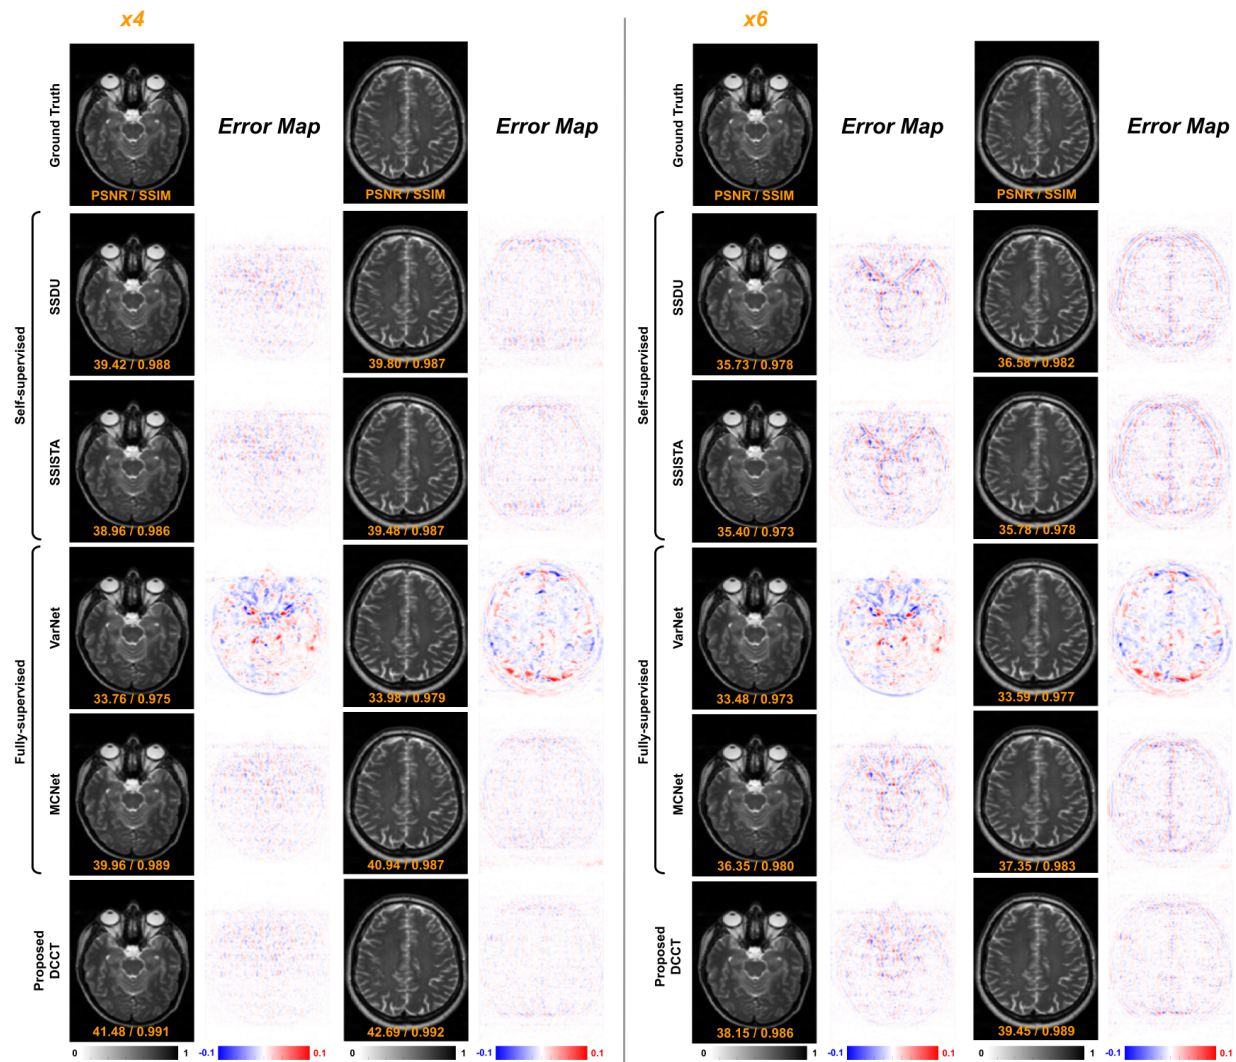 x4
x6
Ground Truth
PSNR / SSIM
Error Map
PSNR / SSIM
Error Map
Ground Truth
PSNR / SSIM
Error Map
PSNR / SSIM
Error Map
Self-supervised
SSDU
39.42 / 0.988
39.80 / 0.987
Self-supervised
SSDU
35.73 / 0.978
36.58 / 0.982
SSISTA
38.96 / 0.986
39.48 / 0.987
SSISTA
35.40 / 0.973
35.78 / 0.978
Fully-supervised
VarNet
33.76 / 0.975
33.98 / 0.979
Fully-supervised
VarNet
33.48 / 0.973
33.59 / 0.977
MCNet
39.96 / 0.989
40.94 / 0.987
MCNet
36.35 / 0.980
37.35 / 0.983
Proposed
DCCT
41.48 / 0.991
42.69 / 0.992
Proposed
DCCT
38.15 / 0.986
39.45 / 0.989
0 1 -0.1 0.1 0 1 -0.1 0.1 0 1 -0.1 0.1 0 1 -0.1 0.1